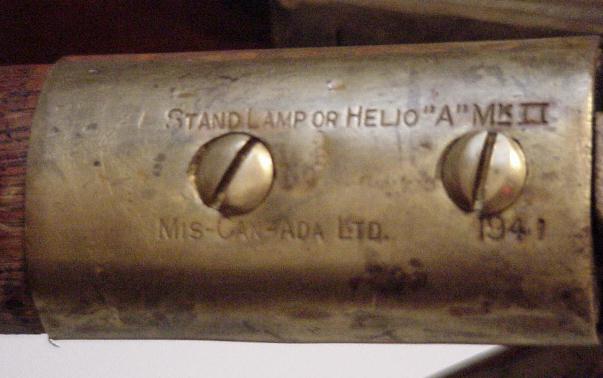 STAND LAMP OR HELIO "A" MK II
MIS-CAN-ADA LTD. 1941